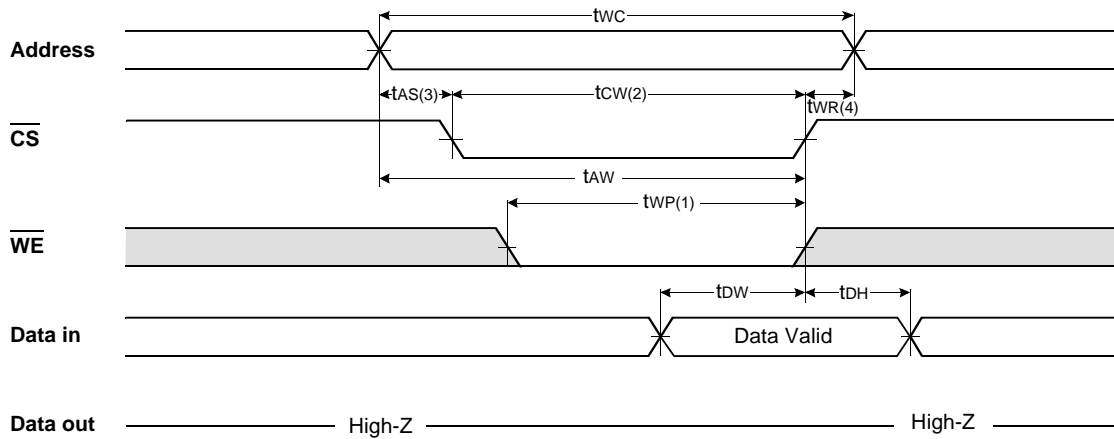 tWC
Address
tAS(3) tCW(2) tWR(4)
CS
tAW
tWP(1)
WE
tDW tDH
Data in Data Valid
Data out High-Z High-Z